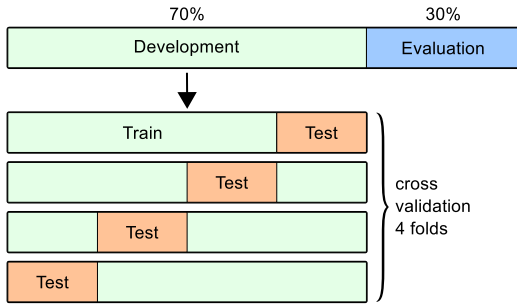 70%
30%
Development
Evaluation
Train
Test
Test
Test
Test
cross
validation
4 folds